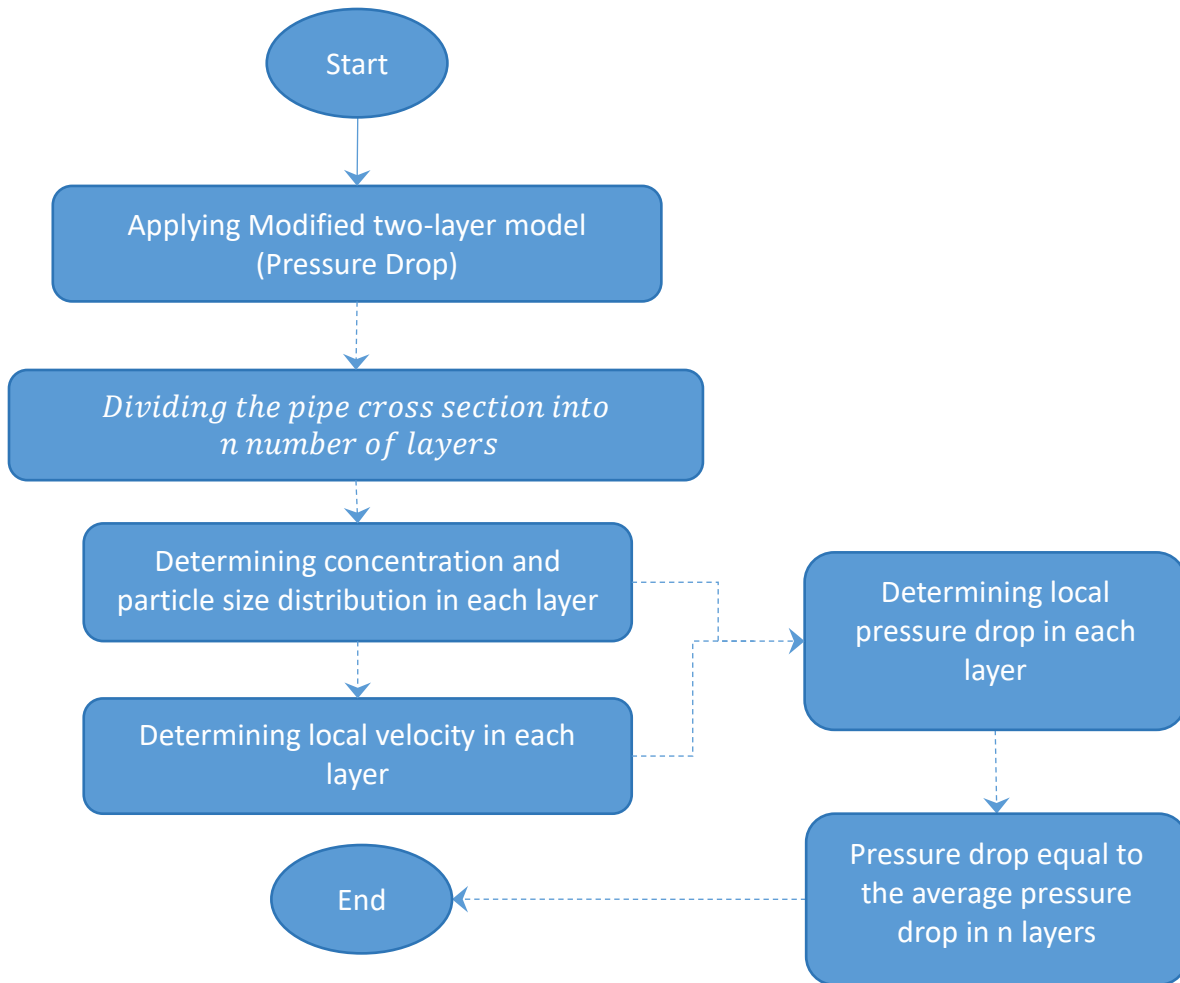 Start
Applying Modified two-layer model
(Pressure Drop)
Dividing the pipe cross section into
n number of layers
Determining concentration and
particle size distribution in each layer
Determining local velocity in each
layer
Determining local
pressure drop in each
layer
Pressure drop equal to
the average pressure
drop in n layers
End